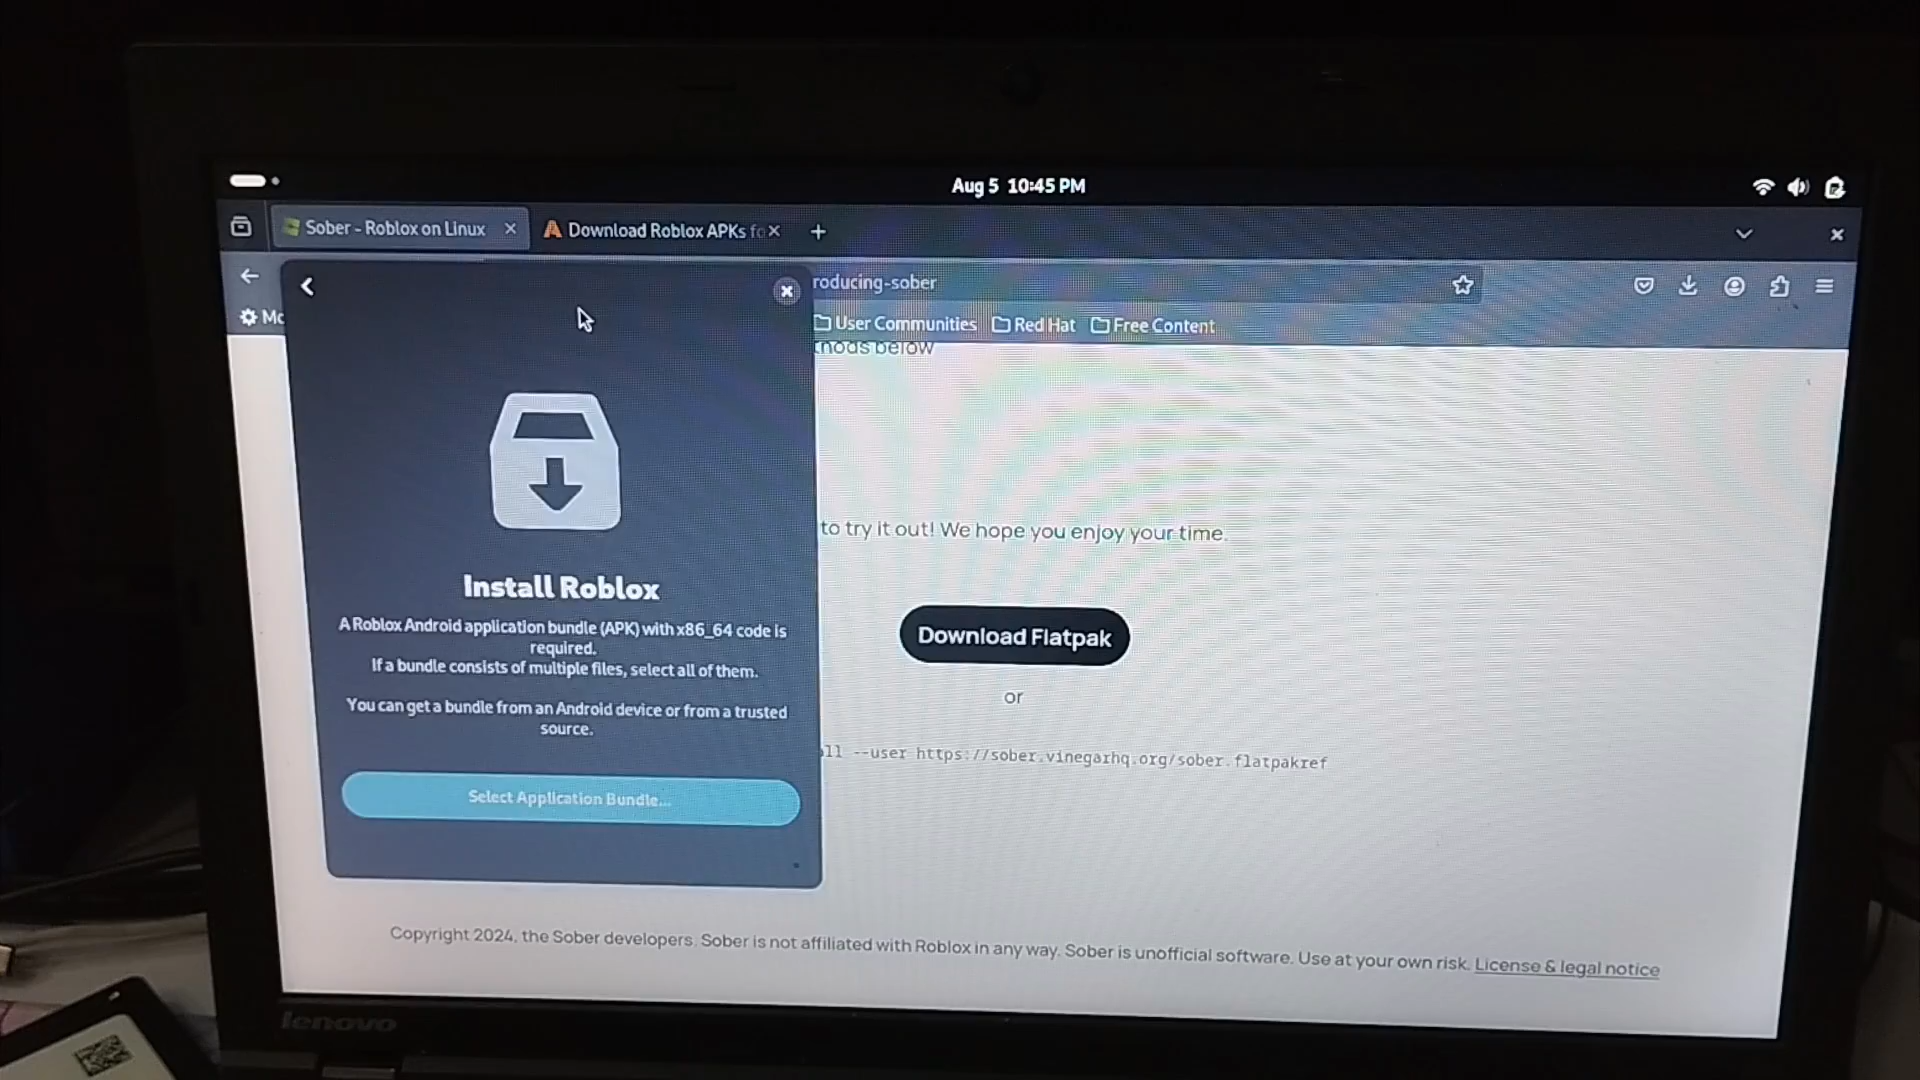 Aug 5 10:45 PM
Sober - Roblox on Linux
Download Roblox APKs fo
roducing-sober
Mo
User Communities
Red Hat
Free Content
thods below
to try it out! We hope you enjoy your time.
Install Roblox
A Roblox Android application bundle (APK) with x86_64 code is
required.
If a bundle consists of multiple files, select all of them.
You can get a bundle from an Android device or from a trusted
source.
Select Application Bundle...
Download Flatpak
or
all --user https://sober.vinegarhq.org/sober.flatpakref
Copyright 2024, the Sober developers. Sober is not affiliated with Roblox in any way. Sober is unofficial software. Use at your own risk. License & legal notice
lenovo